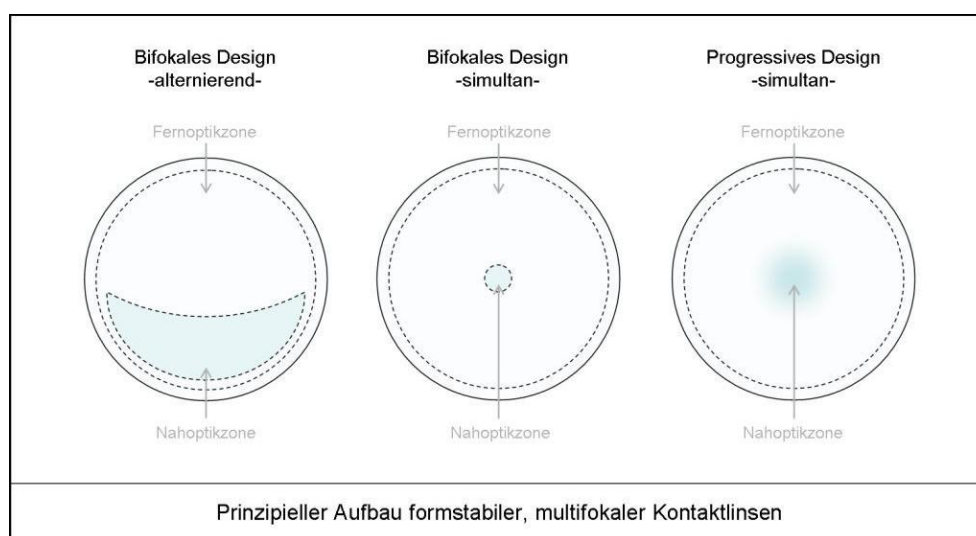 Bifokales Design
-alternierend-
Bifokales Design
-simultan-
Progressives Design
-simultan-
Fernoptikzone
Fernoptikzone
Fernoptikzone
Nahoptikzone
Nahoptikzone
Nahoptikzone
Prinzipieller Aufbau formstabiler, multifokaler Kontaktlinsen